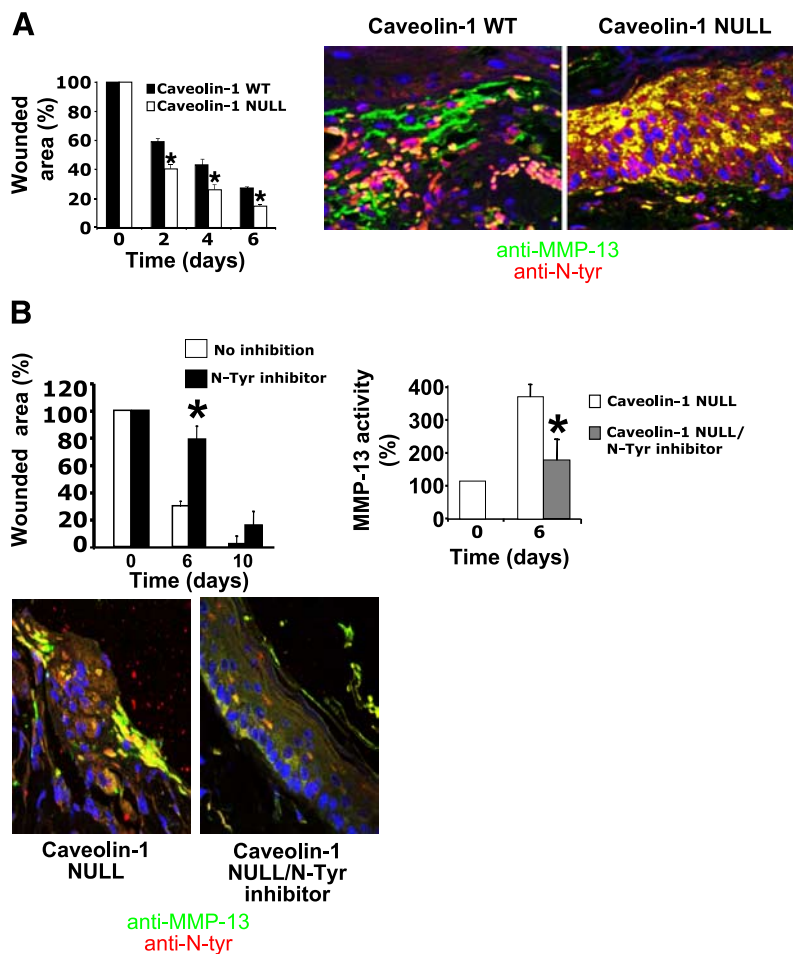 A
Caveolin-1 WT
Caveolin-1 NULL
Wounded
area (%)
100
80
60
40
20
0
Caveolin-1 WT
Caveolin-1 NULL
*
*
*
0 2 4 6
Time (days)
anti-MMP-13
anti-N-tyr
B
Wounded area (%)
120
100
80
60
40
20
0
No inhibition
N-Tyr inhibitor
*
0 6 10
Time (days)
MMP-13 activity
(%)
400
300
200
100
0
*
Caveolin-1 NULL
Caveolin-1 NULL/
N-Tyr inhibitor
0 6
Time (days)
Caveolin-1
NULL
Caveolin-1
NULL/N-Tyr
inhibitor
anti-MMP-13
anti-N-tyr